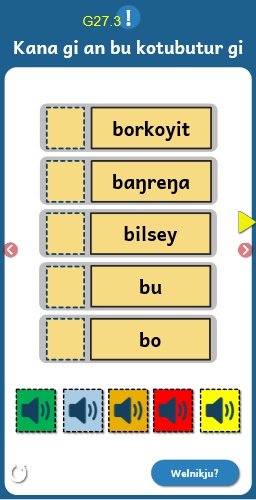 G27.3 !
Kana gi an bu kotubutur gi
borkoyit
baŋreŋa
bilsey
bu
bo
Welnikju?